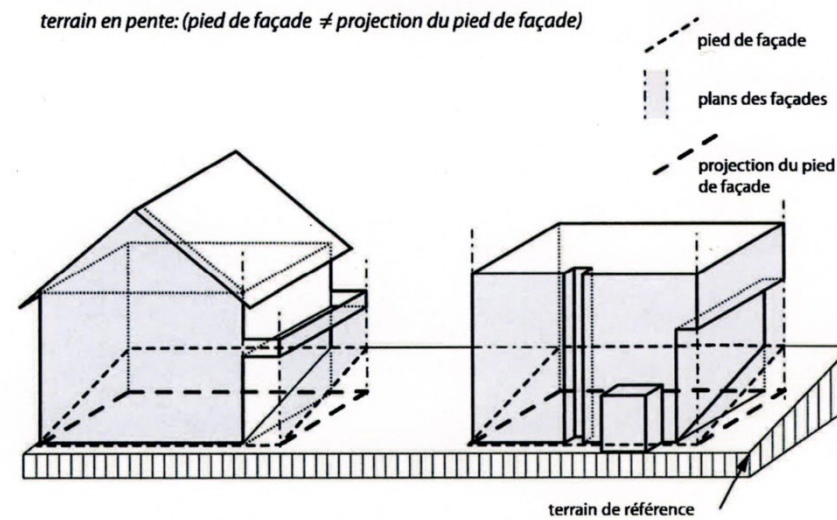 terrain en pente: (pied de façade ≠ projection du pied de façade)
pied de façade
plans des façades
projection du pied
de façade
terrain de référence